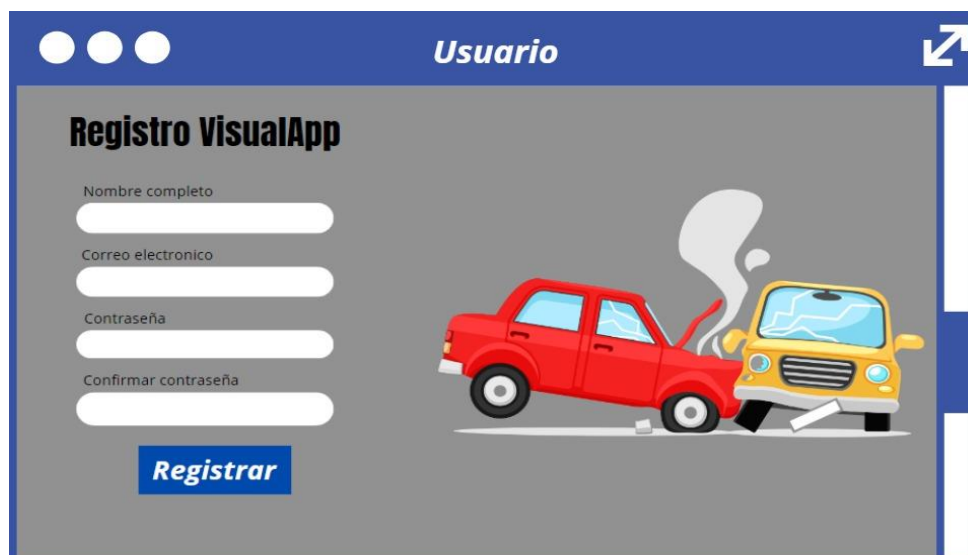 Usuario
Registro VisualApp
Nombre completo
Correo electronico
Contraseña
Confirmar contraseña
Registrar